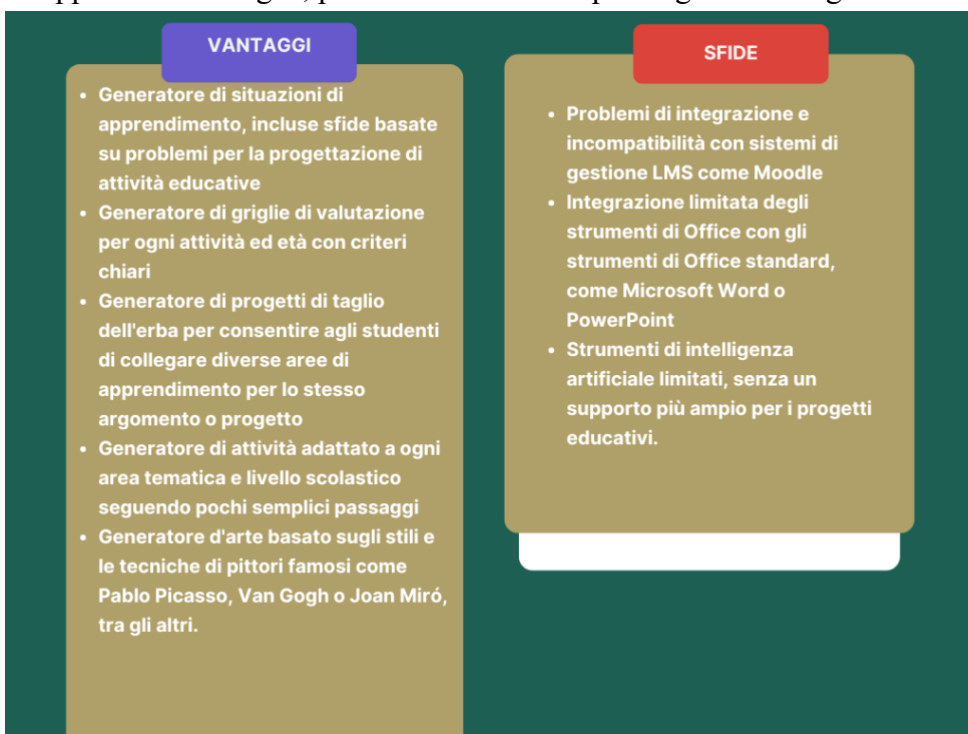 VANTAGGI
• Generatore di situazioni di
apprendimento, incluse sfide basate
su problemi per la progettazione di
attività educative
• Generatore di griglie di valutazione
per ogni attività ed età con criteri
chiari
• Generatore di progetti di taglio
dell'erba per consentire agli studenti
di collegare diverse aree di
apprendimento per lo stesso
argomento o progetto
• Generatore di attività adattato a ogni
area tematica e livello scolastico
seguendo pochi semplici passaggi
• Generatore d'arte basato sugli stili e
le tecniche di pittori famosi come
Pablo Picasso, Van Gogh o Joan Miró,
tra gli altri.
SFIDE
• Problemi di integrazione e
incompatibilità con sistemi di
gestione LMS come Moodle
• Integrazione limitata degli
strumenti di Office con gli
strumenti di Office standard,
come Microsoft Word o
PowerPoint
• Strumenti di intelligenza
artificiale limitati, senza un
supporto più ampio per i progetti
educativi.